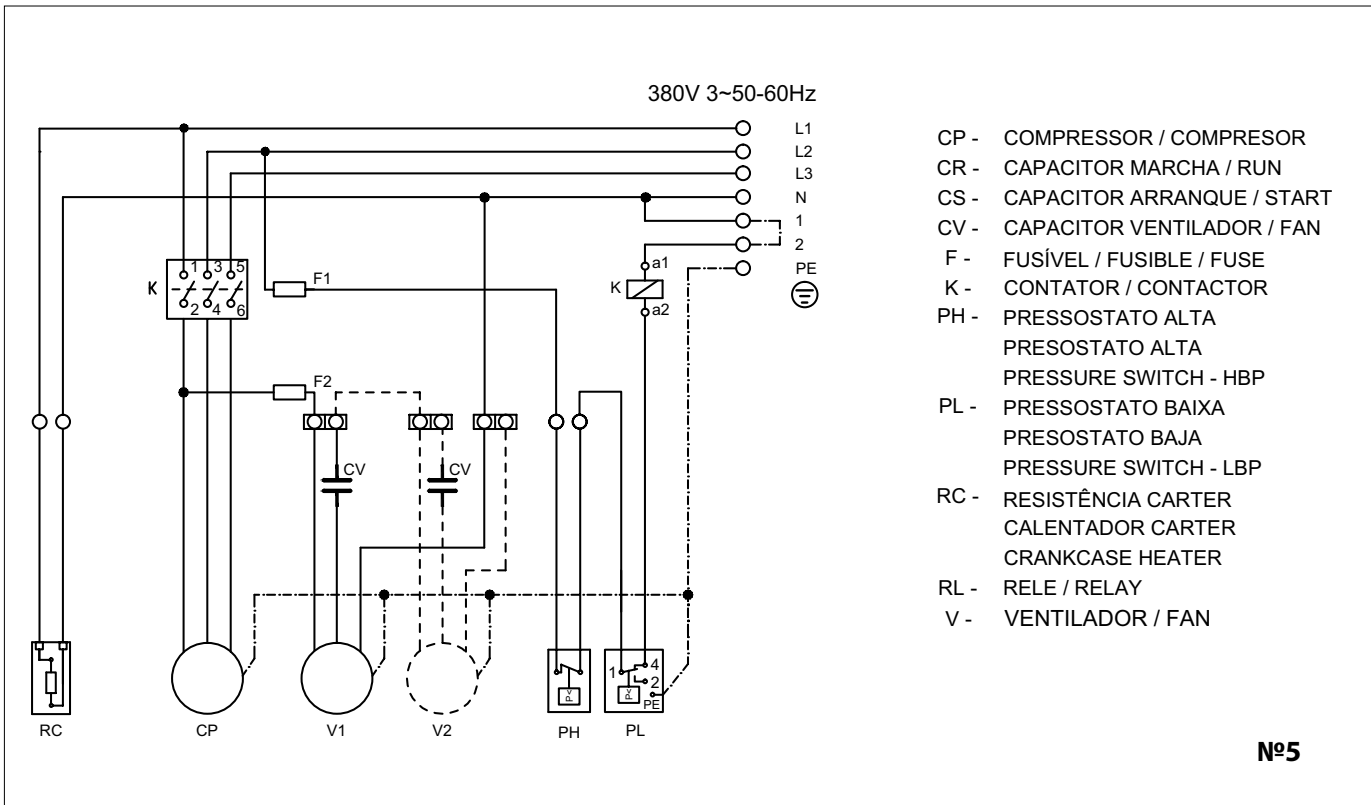 380V 3~50-60Hz
L1
L2
L3
N
1
2
PE
K
1 3 5
2 4 6
F1
a1
K
a2
F2
CV
CV
1
4
2
PE
P<
P<
RC
CP
V1
V2
PH
PL
CP - COMPRESSOR / COMPRESOR
CR - CAPACITOR MARCHA / RUN
CS - CAPACITOR ARRANQUE / START
CV - CAPACITOR VENTILADOR / FAN
F - FUSÍVEL / FUSIBLE / FUSE
K - CONTATOR / CONTACTOR
PH - PRESSOSTATO ALTA
PRESOSTATO ALTA
PRESSURE SWITCH - HBP
PL - PRESSOSTATO BAIXA
PRESOSTATO BAJA
PRESSURE SWITCH - LBP
RC - RESISTÊNCIA CARTER
CALENTADOR CARTER
CRANKCASE HEATER
RL - RELE / RELAY
V - VENTILADOR / FAN
Nº5